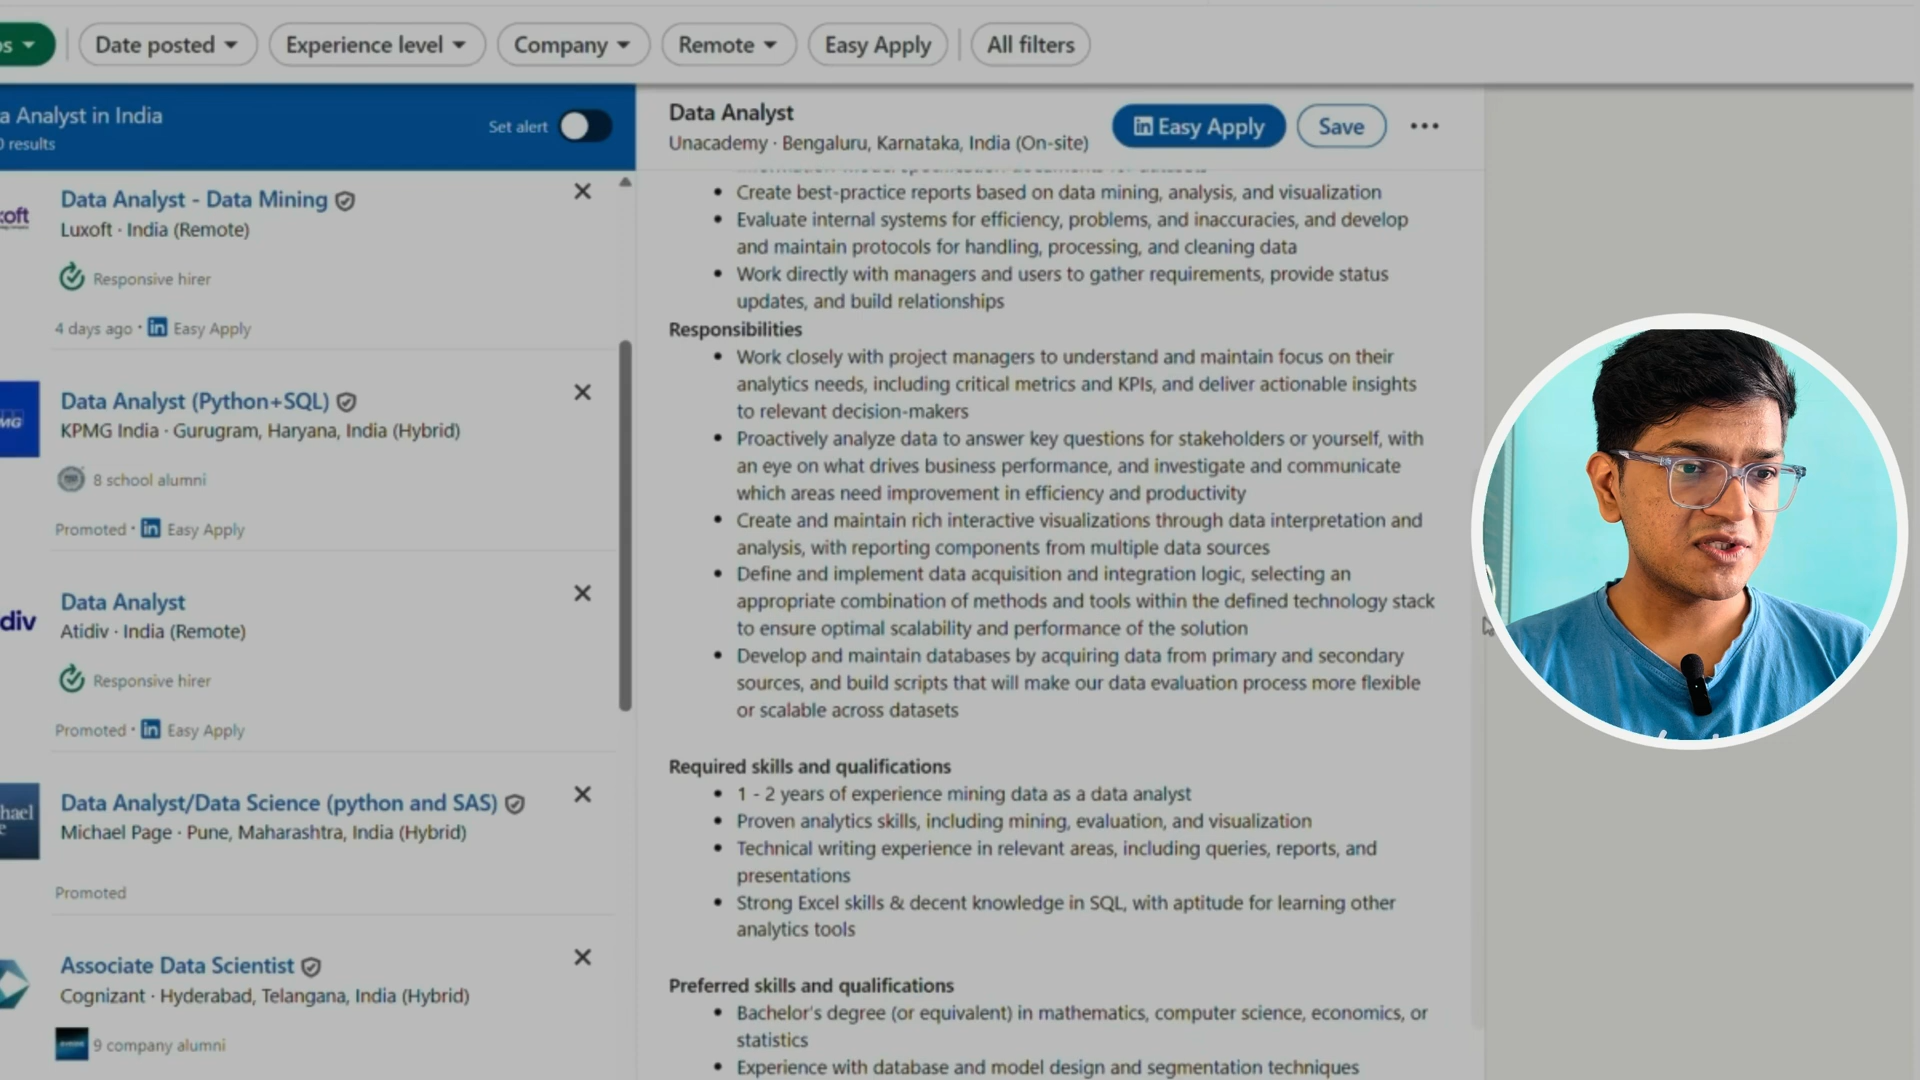 Date posted
Experience level
Company
Remote
Easy Apply
All filters
a Analyst in India
results
Set alert
Data Analyst - Data Mining
Luxoft · India (Remote)
Responsive hirer
4 days ago · in Easy Apply
Data Analyst (Python+SQL)
KPMG India · Gurugram, Haryana, India (Hybrid)
8 school alumni
Promoted · in Easy Apply
div
Data Analyst
Atidiv · India (Remote)
Responsive hirer
Promoted · in Easy Apply
hael
e
Data Analyst/Data Science (python and SAS)
Michael Page · Pune, Maharashtra, India (Hybrid)
Promoted
Associate Data Scientist
Cognizant · Hyderabad, Telangana, India (Hybrid)
9 company alumni
Data Analyst
Unacademy · Bengaluru, Karnataka, India (On-site)
in Easy Apply
Save
• Create best-practice reports based on data mining, analysis, and visualization
• Evaluate internal systems for efficiency, problems, and inaccuracies, and develop
and maintain protocols for handling, processing, and cleaning data
• Work directly with managers and users to gather requirements, provide status
updates, and build relationships
Responsibilities
• Work closely with project managers to understand and maintain focus on their
analytics needs, including critical metrics and KPIs, and deliver actionable insights
to relevant decision-makers
• Proactively analyze data to answer key questions for stakeholders or yourself, with
an eye on what drives business performance, and investigate and communicate
which areas need improvement in efficiency and productivity
• Create and maintain rich interactive visualizations through data interpretation and
analysis, with reporting components from multiple data sources
• Define and implement data acquisition and integration logic, selecting an
appropriate combination of methods and tools within the defined technology stack
to ensure optimal scalability and performance of the solution
• Develop and maintain databases by acquiring data from primary and secondary
sources, and build scripts that will make our data evaluation process more flexible
or scalable across datasets
Required skills and qualifications
• 1 - 2 years of experience mining data as a data analyst
• Proven analytics skills, including mining, evaluation, and visualization
• Technical writing experience in relevant areas, including queries, reports, and
presentations
• Strong Excel skills & decent knowledge in SQL, with aptitude for learning other
analytics tools
Preferred skills and qualifications
• Bachelor's degree (or equivalent) in mathematics, computer science, economics, or
statistics
• Experience with database and model design and segmentation techniques